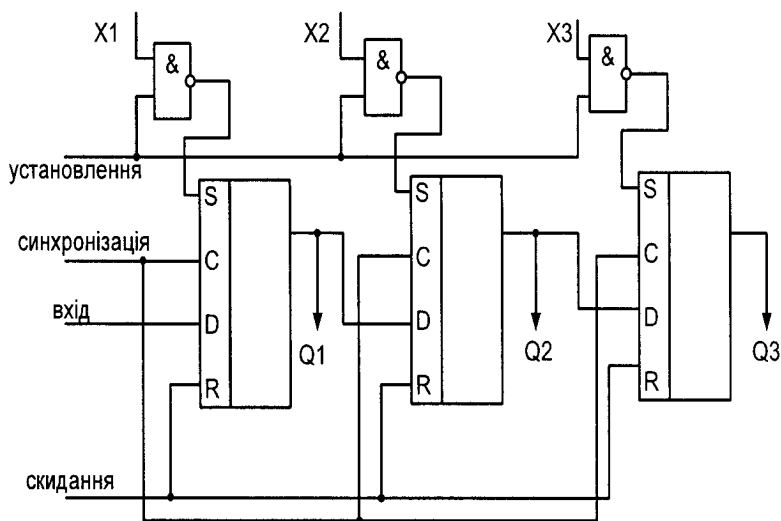 X1
&
X2
&
X3
&
установлення
S
S
S
синхронізація
C
C
C
вхід
D
D
D
Q1
Q2
Q3
R
R
R
скидання